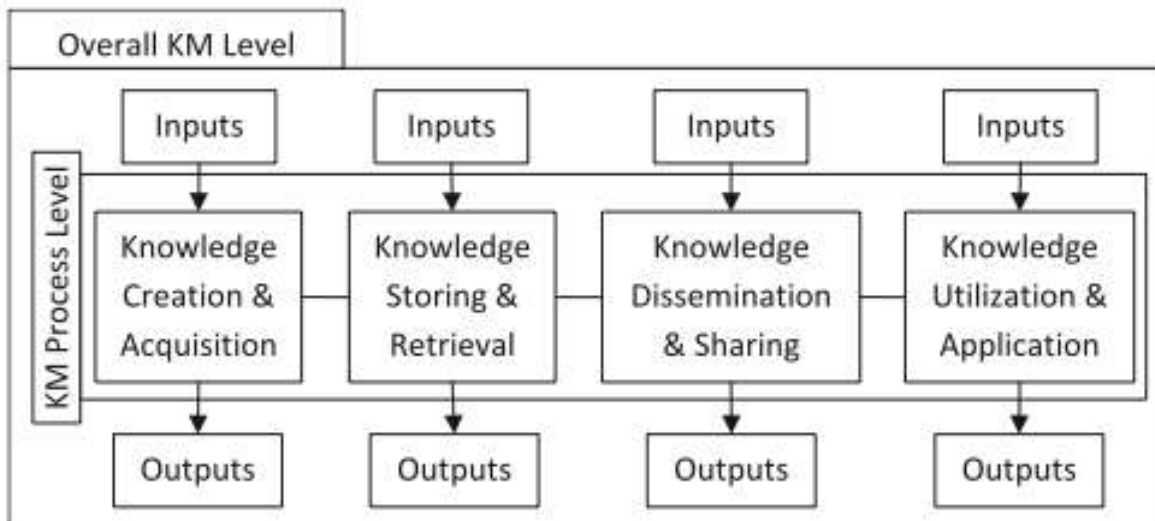 Overall KM Level
Inputs
Inputs
Inputs
Inputs
KM Process Level
Knowledge
Creation &
Acquisition
Knowledge
Storing &
Retrieval
Knowledge
Dissemination
& Sharing
Knowledge
Utilization &
Application
Outputs
Outputs
Outputs
Outputs